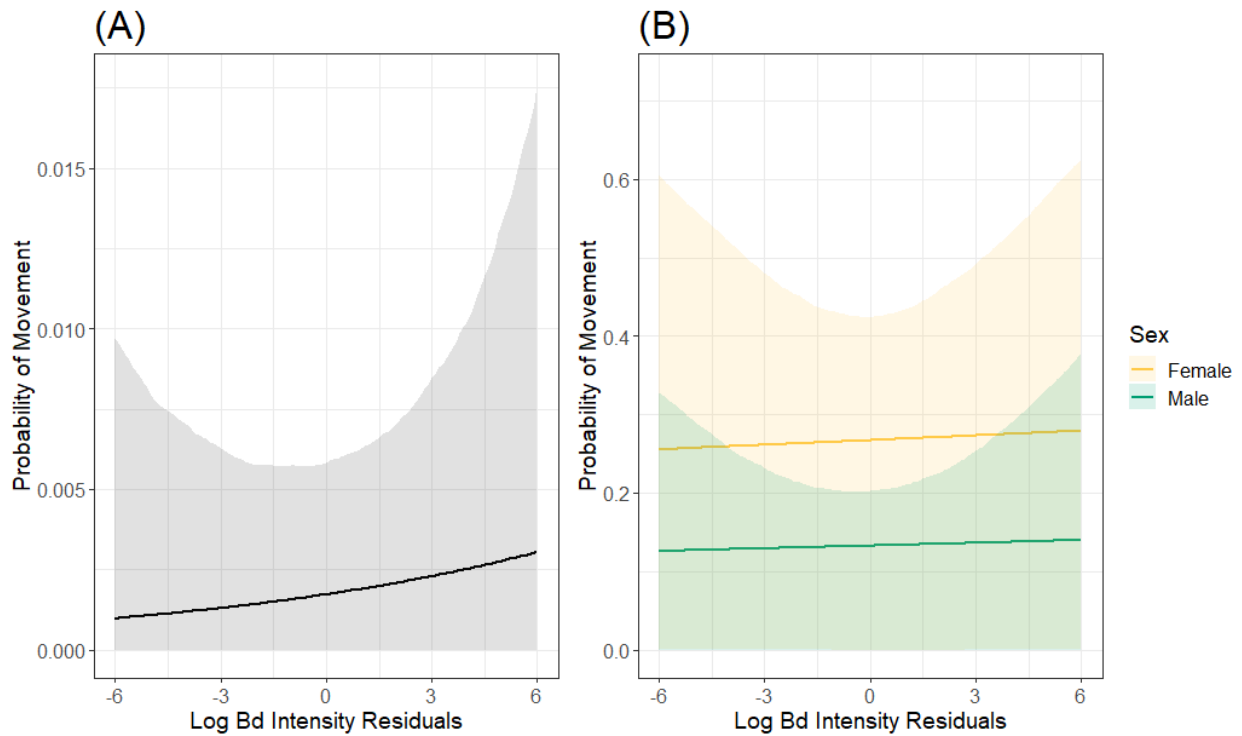 (A)
Probability of Movement
0.015
0.010
0.005
0.000
-6
-3
0
3
6
Log Bd Intensity Residuals
(B)
Probability of Movement
0.6
0.4
0.2
0.0
-6
-3
0
3
6
Log Bd Intensity Residuals
Sex
Female
Male